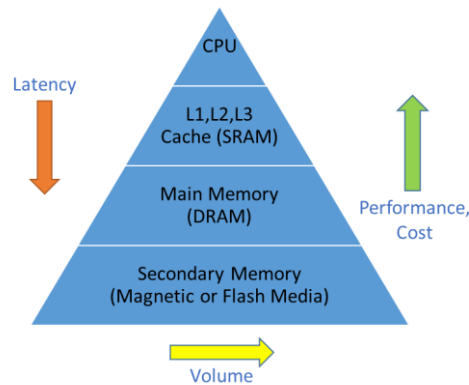 CPU
Latency
L1,L2,L3
Cache (SRAM)
Main Memory
(DRAM)
Performance,
Cost
Secondary Memory
(Magnetic or Flash Media)
Volume